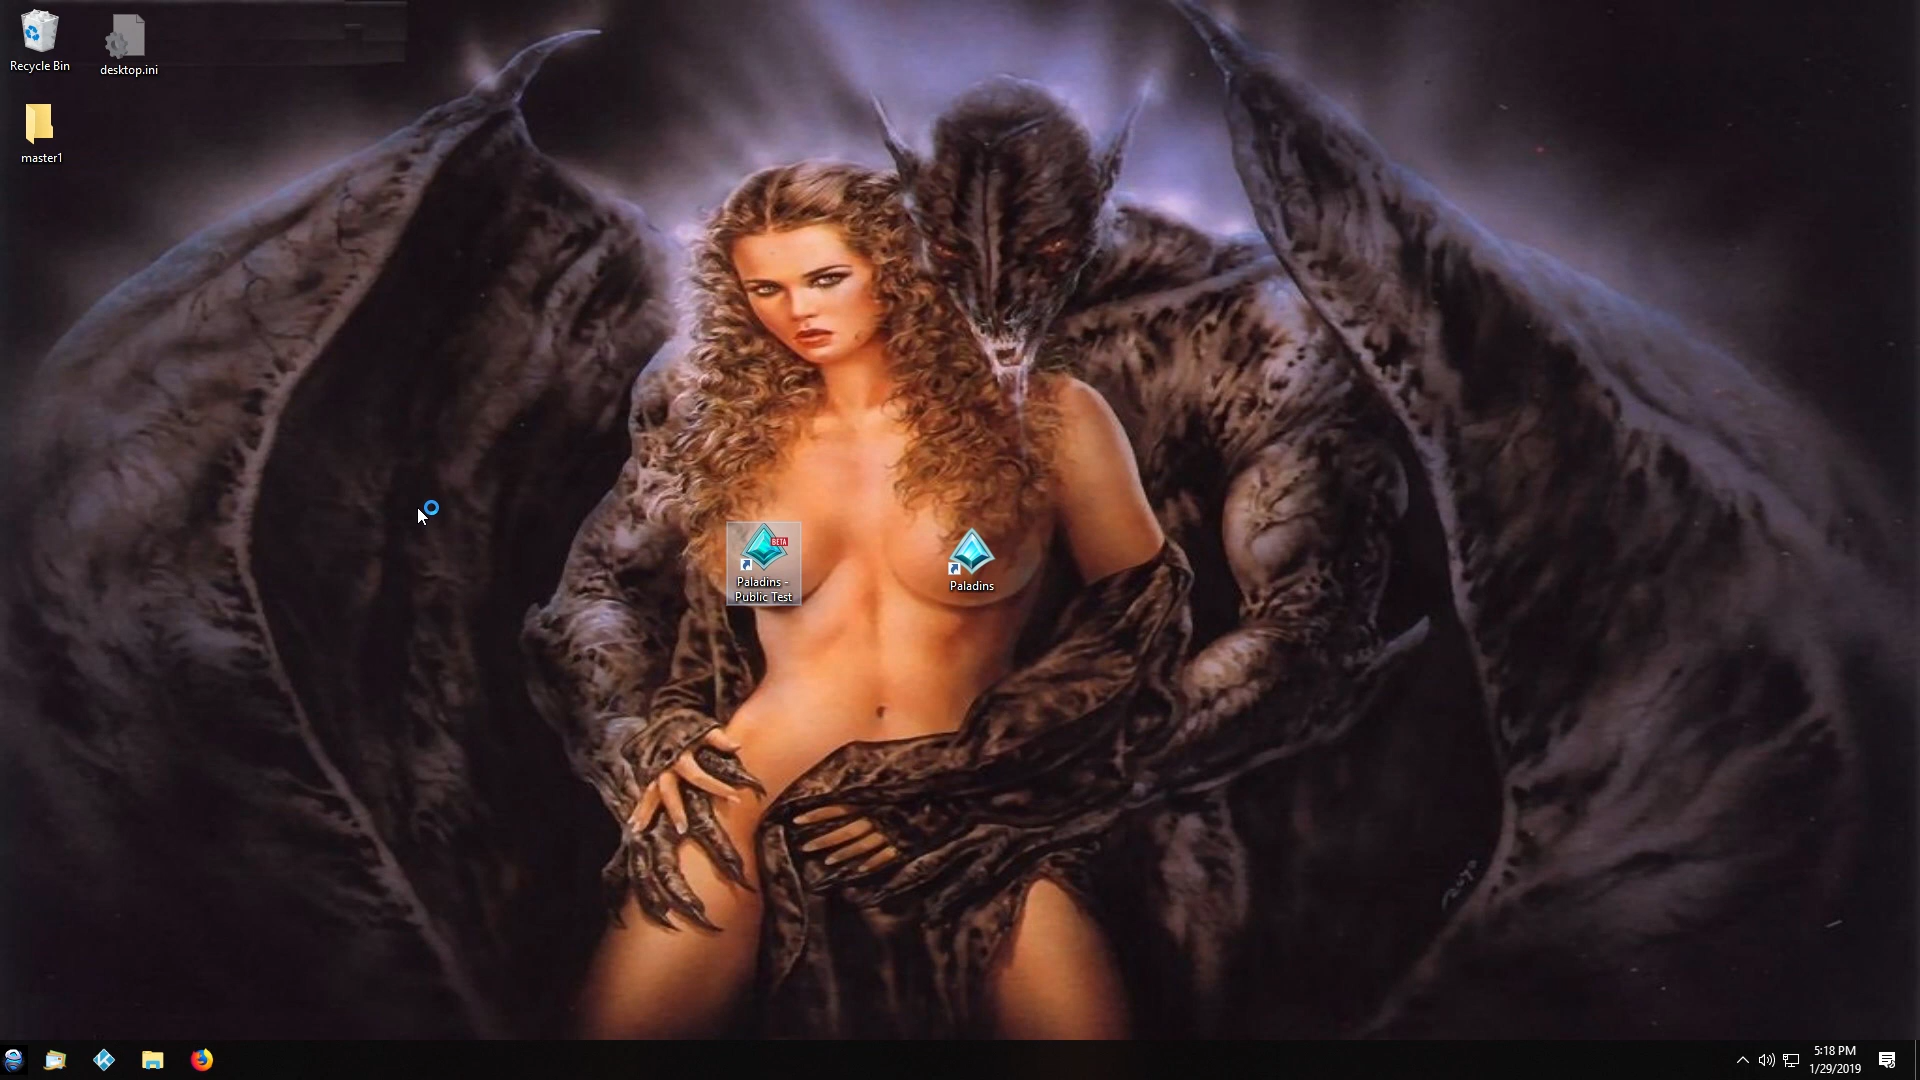 Recycle Bin
desktop.ini
master1
BETA
Paladins -
Public Test
Paladins
5:18 PM
1/29/2019